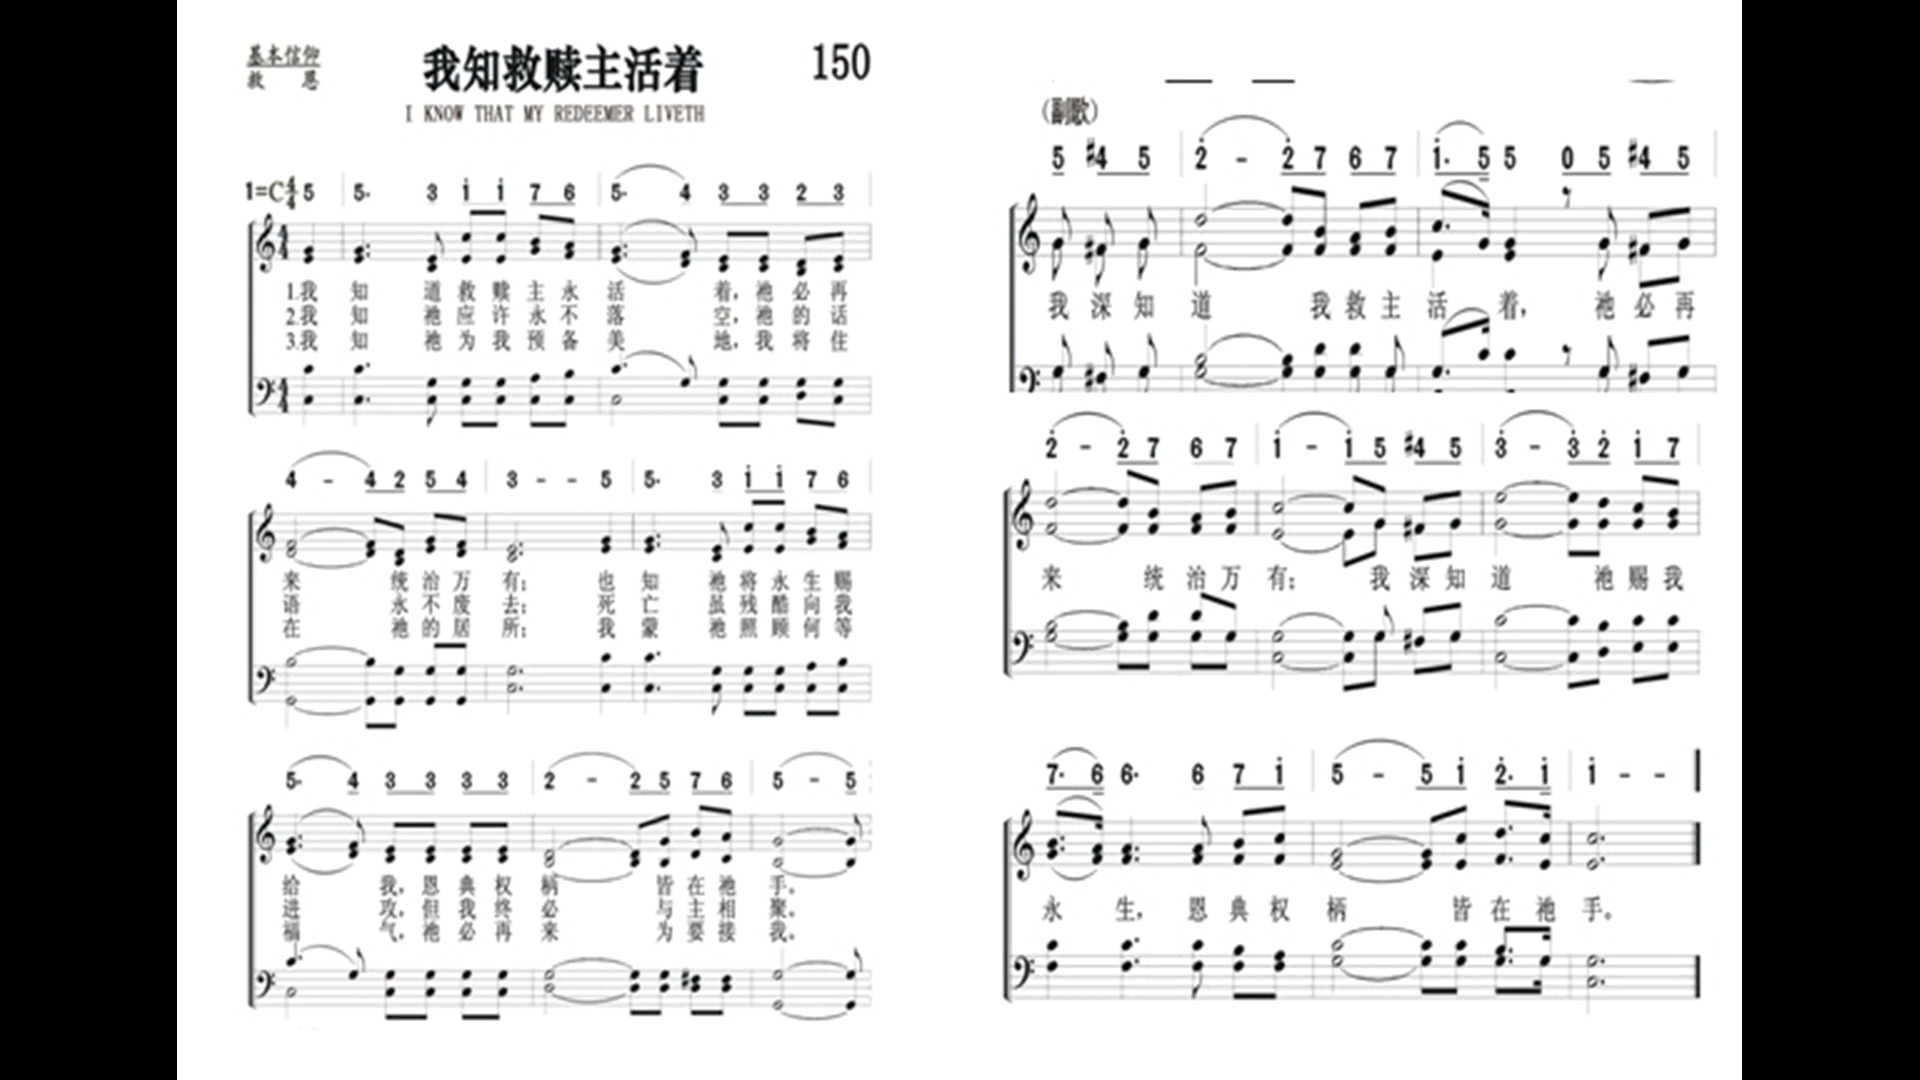 基本信仰
救 恩
我知救赎主活着
150
I KNOW THAT MY REDEEMER LIVETH
1=C 4/4 5 | 5· 3 i i 7 6 | 5· 4 3 3 2 3 |
1.我 知 道 救 赎 主 永 活 着，祂 必 再
2.我 知 祂 应 许 永 不 落 空，祂 的 话
3.我 知 祂 为 我 预 备 美 地，我 将 住
4 - 4 2 5 4 | 3 - - 5 | 5· 3 i i 7 6 |
来 统 治 万 有； 也 知 祂 将 永 生 赐
语 永 不 废 去； 死 亡 虽 残 酷 向 我
在 祂 的 居 所； 我 蒙 祂 照 顾 何 等
5· 4 3 3 3 3 | 2 - 2 5 7 6 | 5 - 5
给 我，恩 典 权 柄 皆 在 祂 手。
进 攻，但 我 终 必 与 主 相 聚。
福 气，祂 必 再 来 为 要 接 我。
(副歌)
5 #4 5 | 2̇ - 2̇ 7 6 7 | i· 5 5 0 5 #4 5 |
我 深 知 道 我 救 主 活 着， 祂 必 再
2̇ - 2̇ 7 6 7 | i - i 5 #4 5 | 3̇ - 3̇ 2̇ i 7 |
来 统 治 万 有； 我 深 知 道 祂 赐 我
7· 6 6· 6 7 i | 5 - 5 i 2̇· i | i - - |
永 生，恩 典 权 柄 皆 在 祂 手。